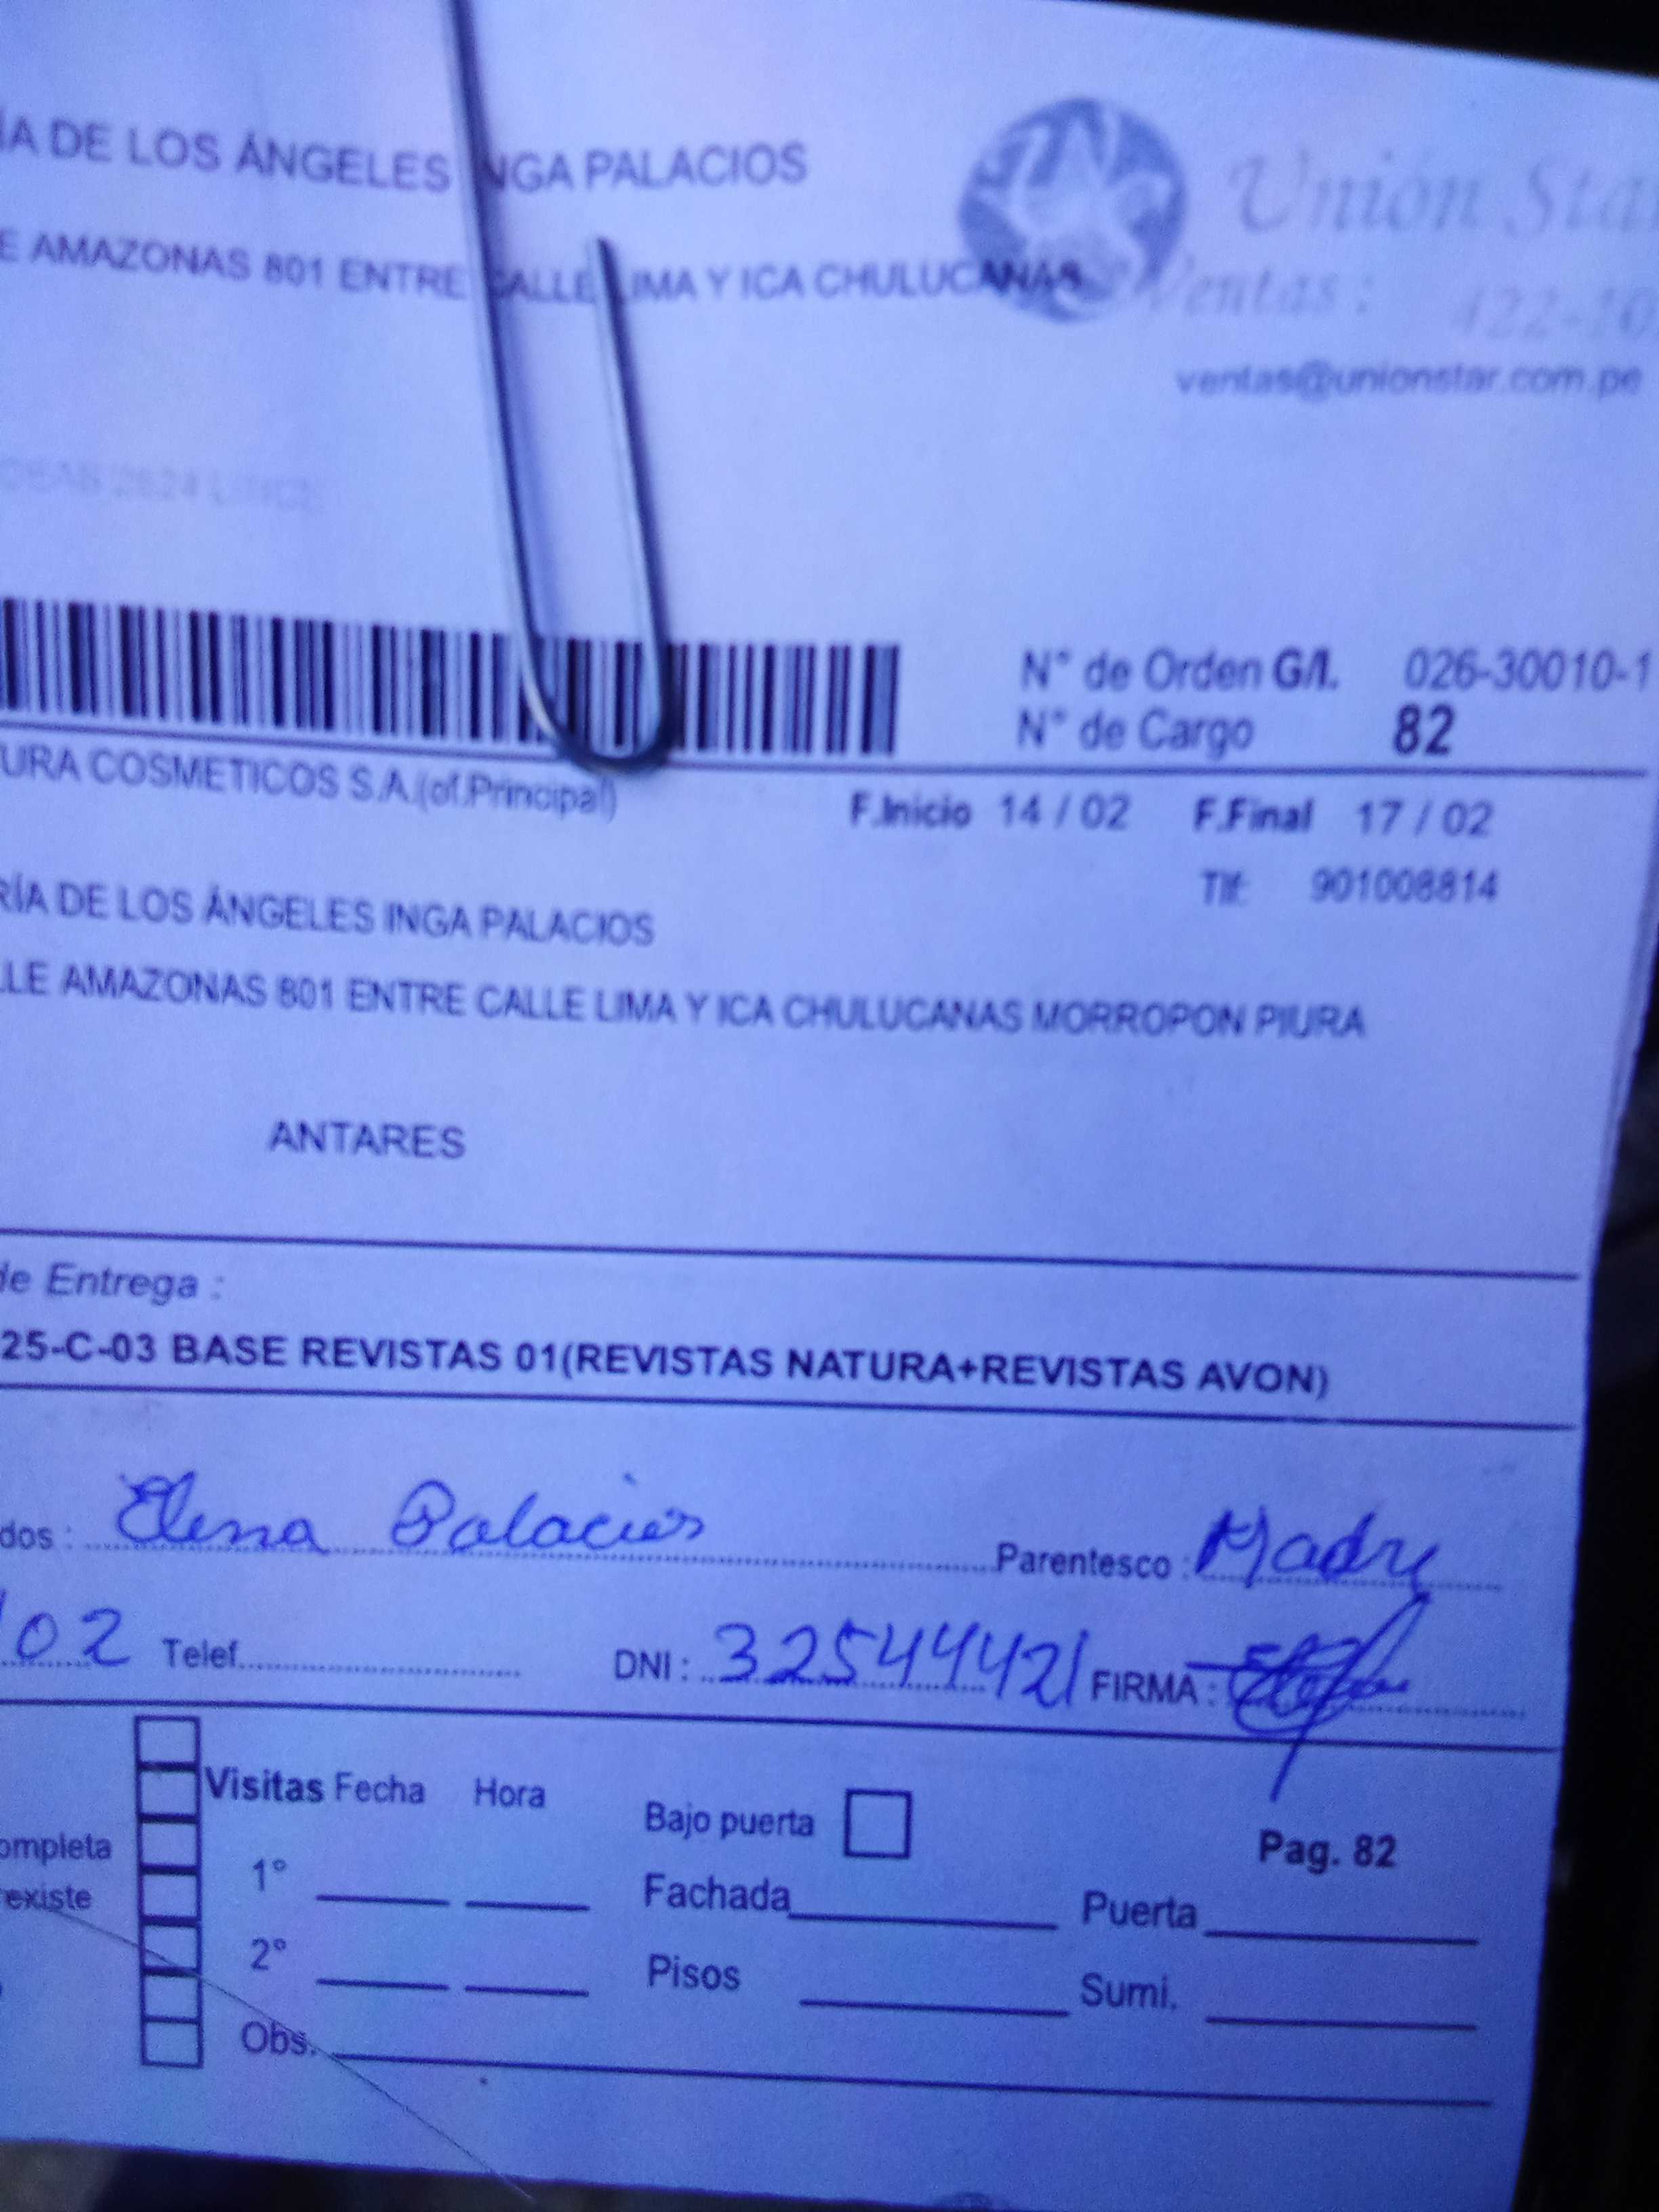 ÍA DE LOS ÁNGELES INGA PALACIOS
Unión Sta
E AMAZONAS 801 ENTRE CALLE LIMA Y ICA CHULUCANAS
Ventas: 422-10
ventas@unionstar.com.pe
N° de Orden G/I. 026-30010-1
N° de Cargo 82
URA COSMETICOS S.A.(of.Principal)
F.Inicio 14 / 02 F.Final 17 / 02
Tlf: 901008814
RÍA DE LOS ÁNGELES INGA PALACIOS
LLE AMAZONAS 801 ENTRE CALLE LIMA Y ICA CHULUCANAS MORROPON PIURA
ANTARES
de Entrega :
25-C-03 BASE REVISTAS 01(REVISTAS NATURA+REVISTAS AVON)
dos : Elena Palacios Parentesco : Madre
02 Telef. DNI : 32544421 FIRMA :
Visitas Fecha Hora
Bajo puerta
Pag. 82
ompleta
1°
existe
Fachada
Puerta
2°
Pisos
Sumi.
Obs.